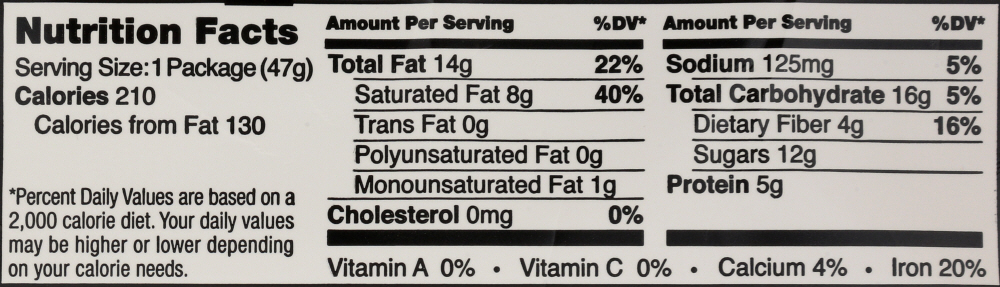 Nutrition Facts
Serving Size: 1 Package (47g)
Calories 210
Calories from Fat 130
*Percent Daily Values are based on a
2,000 calorie diet. Your daily values
may be higher or lower depending
on your calorie needs.
Amount Per Serving %DV*
Total Fat 14g 22%
Saturated Fat 8g 40%
Trans Fat 0g
Polyunsaturated Fat 0g
Monounsaturated Fat 1g
Cholesterol 0mg 0%
Amount Per Serving %DV*
Sodium 125mg 5%
Total Carbohydrate 16g 5%
Dietary Fiber 4g 16%
Sugars 12g
Protein 5g
Vitamin A 0% • Vitamin C 0% • Calcium 4% • Iron 20%